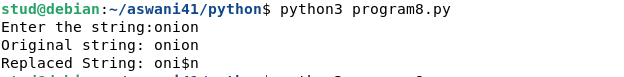 stud@debian:~/aswani41/python$ python3 program8.py
Enter the string:onion
Original string: onion
Replaced String: oni$n